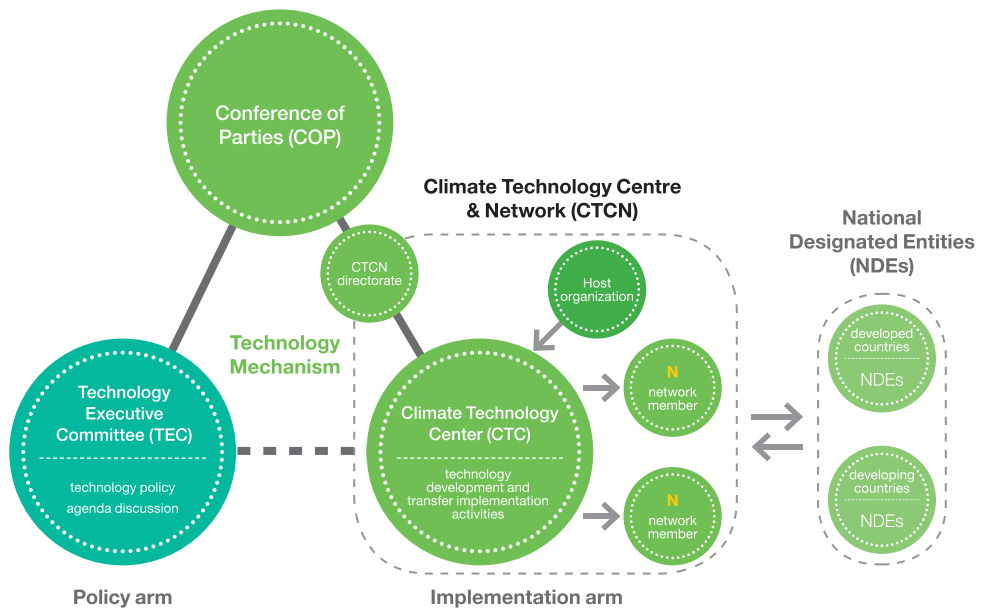 Conference of
Parties (COP)
Climate Technology Centre
& Network (CTCN)
National
Designated Entities
(NDEs)
CTCN
directorate
Host
organization
Technology
Mechanism
developed
countries
NDEs
N
network
member
Technology
Executive
Committee (TEC)
technology policy
agenda discussion
Climate Technology
Center (CTC)
technology
development and
transfer implementation
activities
N
network
member
developing
countries
NDEs
Policy arm
Implementation arm